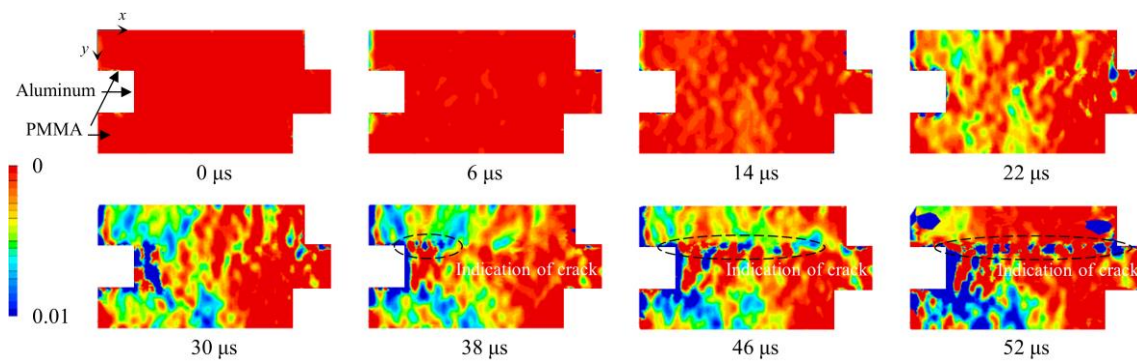 x
y
Aluminum
PMMA
0 μs
6 μs
14 μs
22 μs
0
0.01
Indication of crack
Indication of crack
Indication of crack
30 μs
38 μs
46 μs
52 μs